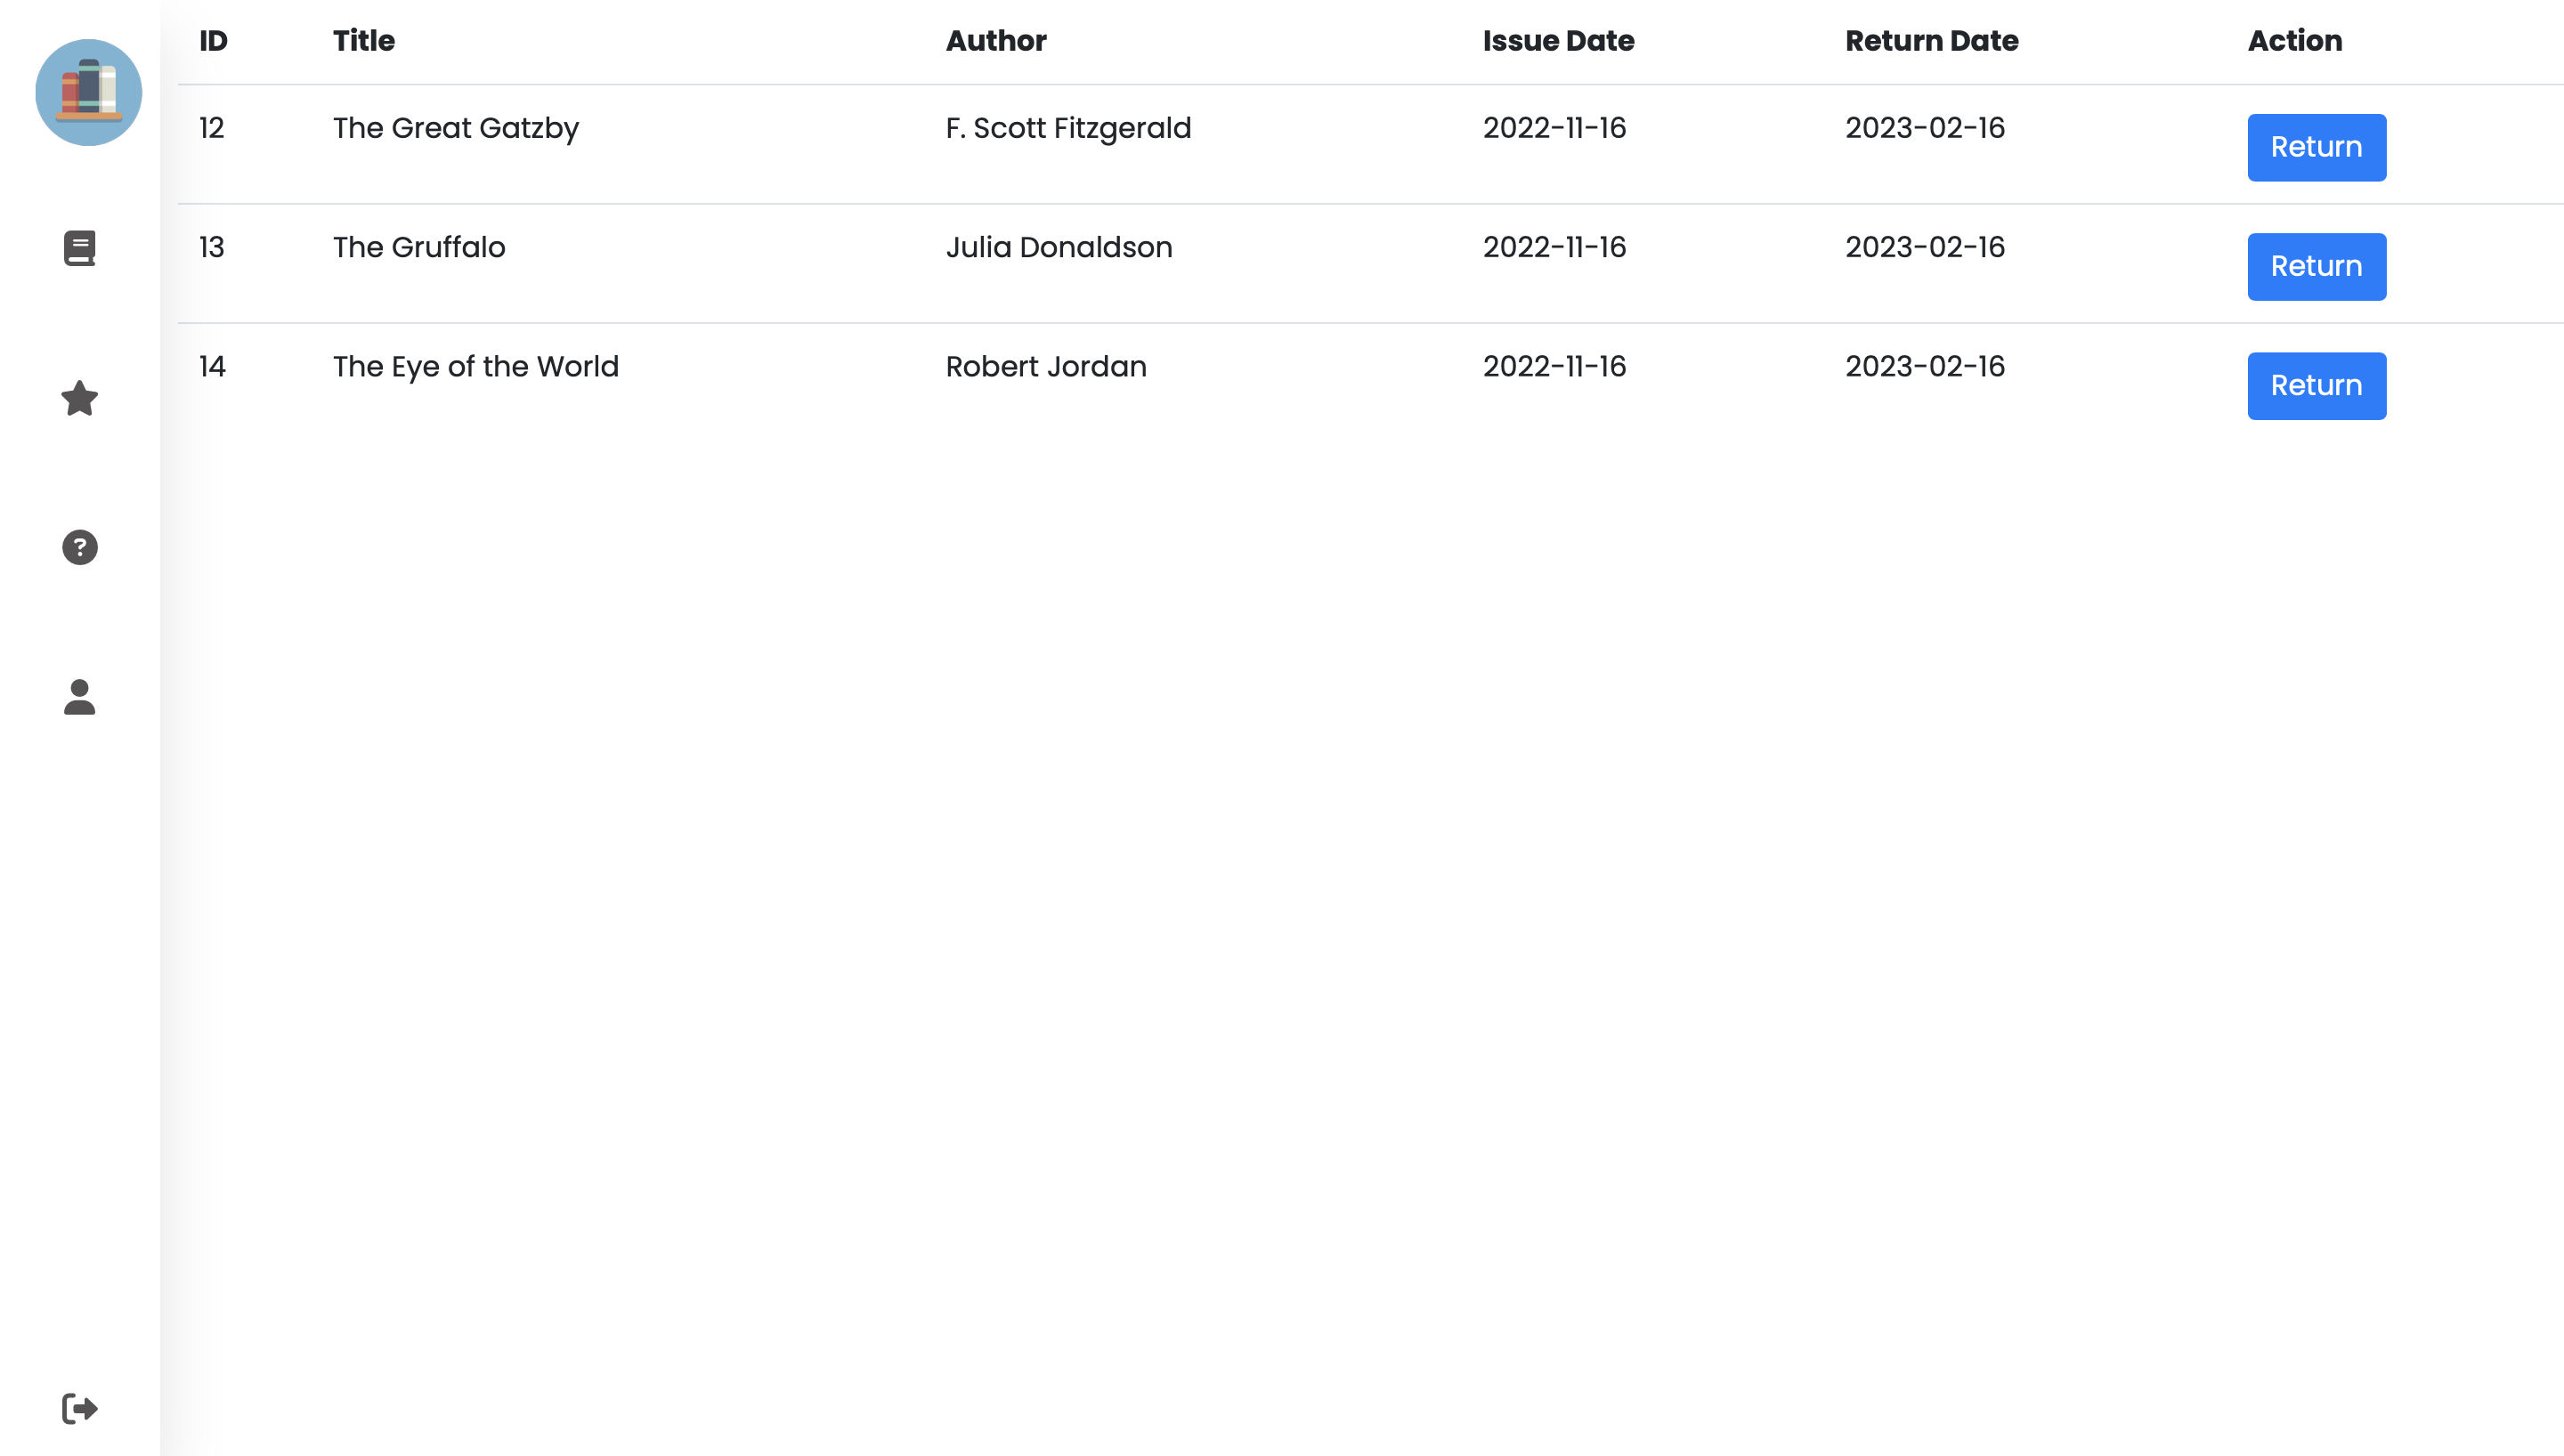 ID Title Author Issue Date Return Date Action
12 The Great Gatzby F. Scott Fitzgerald 2022-11-16 2023-02-16 Return
13 The Gruffalo Julia Donaldson 2022-11-16 2023-02-16 Return
14 The Eye of the World Robert Jordan 2022-11-16 2023-02-16 Return